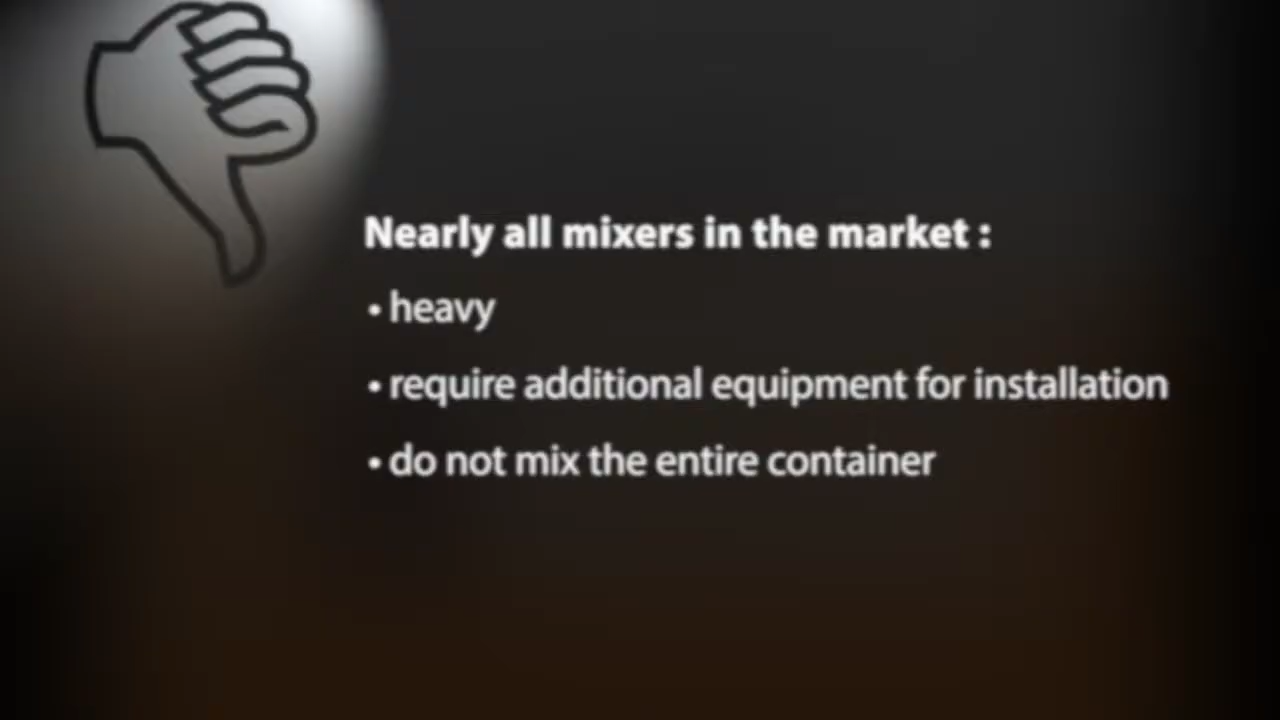 Nearly all mixers in the market :
• heavy
• require additional equipment for installation
• do not mix the entire container